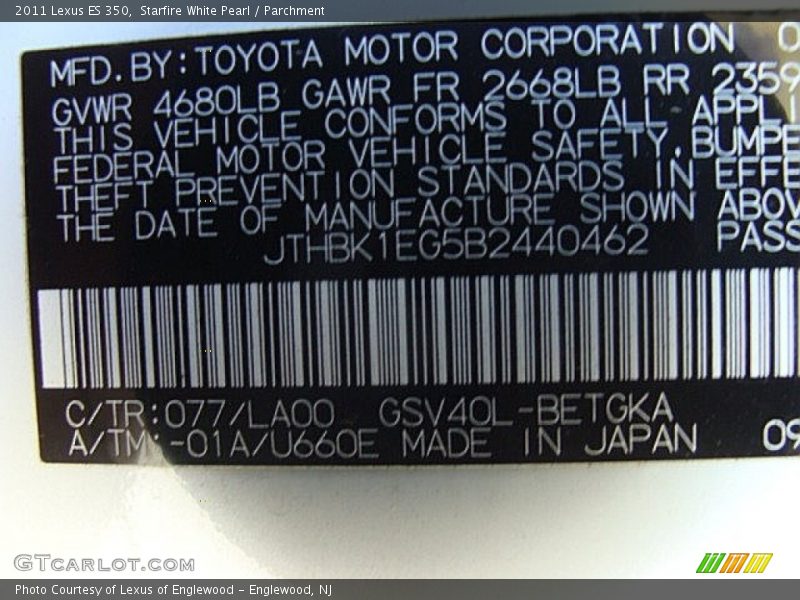 2011 Lexus ES 350, Starfire White Pearl / Parchment
MFD. BY: TOYOTA MOTOR CORPORATION 0
GVWR 4680LB GAWR FR 2668LB RR 2359
THIS VEHICLE CONFORMS TO ALL APPLI
FEDERAL MOTOR VEHICLE SAFETY, BUMPE
THEFT PREVENTION STANDARDS IN EFFE
THE DATE OF MANUFACTURE SHOWN ABOV
JTHBK1EG5B2440462 PASS
C/TR:077/LA00 GSV40L-BETGKA
A/TM:-01A/U660E MADE IN JAPAN 09
GTCARLOT.COM
Photo Courtesy of Lexus of Englewood – Englewood, NJ